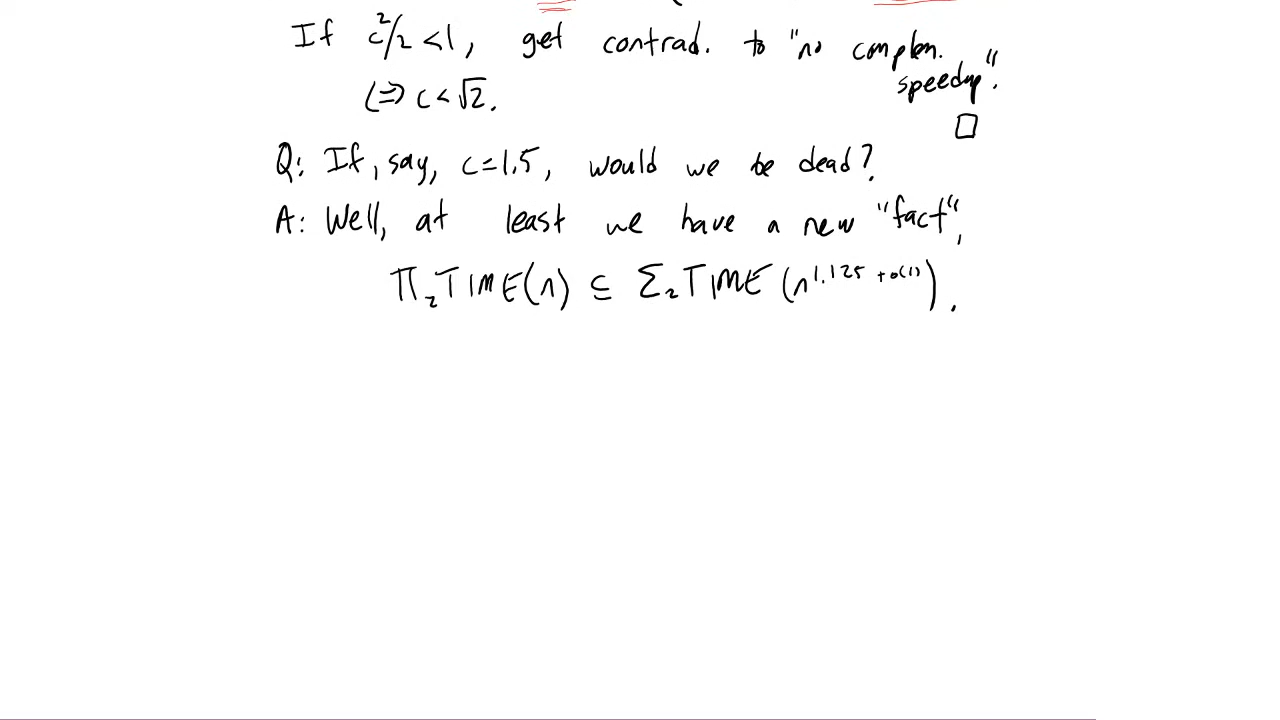 If c²/2 < 1, get contrad. to "no complem. speedup".
⟺ c < √2. □
Q: If, say, c=1.5, would we be dead?
A: Well, at least we have a new "fact",
Π₂TIME(n) ⊆ Σ₂TIME(n^{1.125+o(1)}).